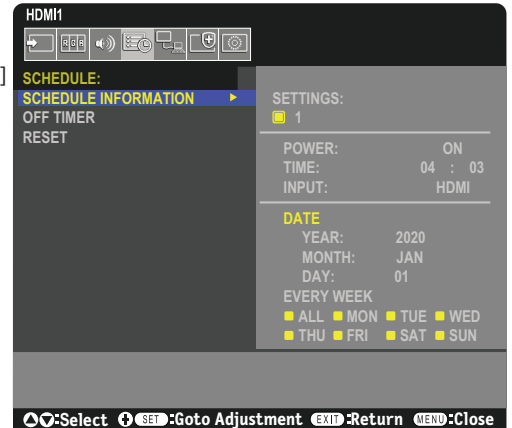 HDMI1
R G B
]
SCHEDULE:
SCHEDULE INFORMATION
OFF TIMER
RESET
SETTINGS:
1
POWER: ON
TIME: 04 : 03
INPUT: HDMI
DATE
YEAR: 2020
MONTH: JAN
DAY: 01
EVERY WEEK
ALL MON TUE WED
THU FRI SAT SUN
:Select SET :Goto Adjustment EXIT :Return MENU :Close